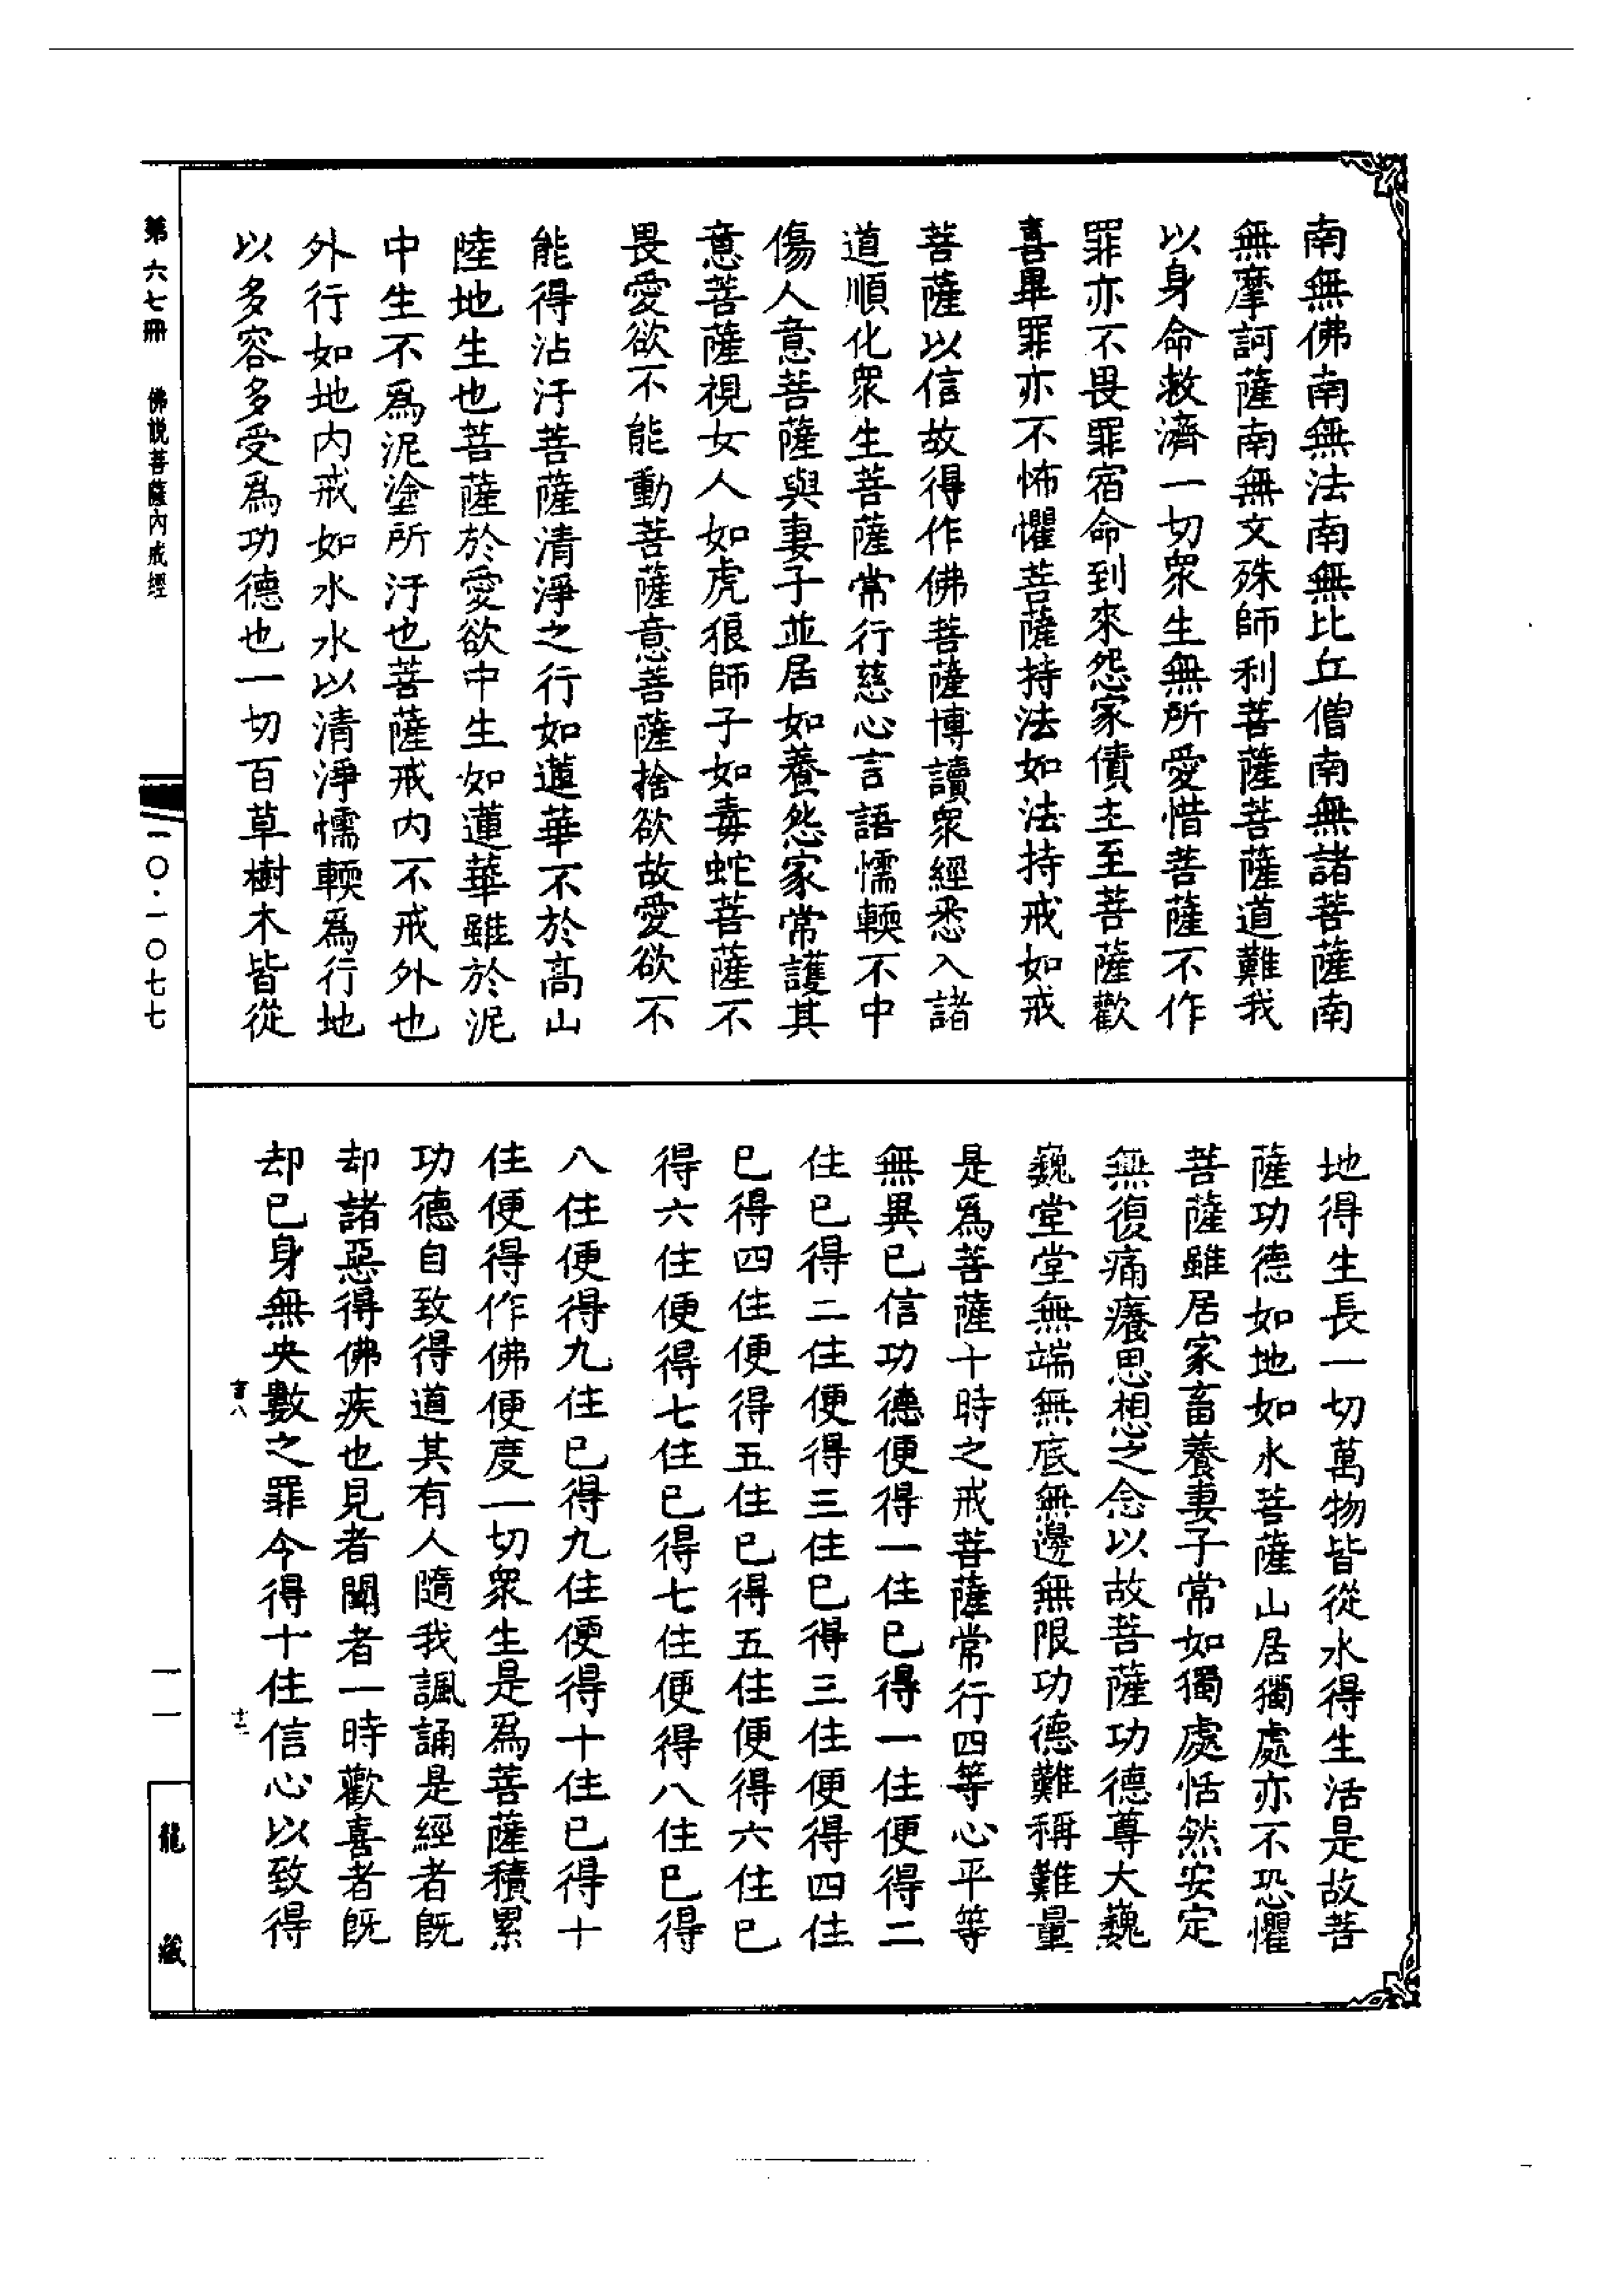 南無佛南無法南無比丘僧南無諸菩薩南
無摩訶薩南無文殊師利菩薩菩薩道難我
以身命救濟一切眾生無所愛惜菩薩不作
罪亦不畏罪宿命到來怨家債主至菩薩歡
喜畢罪亦不怖懼菩薩持法如法持戒如戒
菩薩以信故得作佛菩薩博讀眾經悉入諸
道順化眾生菩薩常行慈心言語懦輭不中
傷人意菩薩與妻子並居如養怨家常護其
意菩薩視女人如虎狼師子如毒蛇菩薩不
畏愛欲不能動菩薩意菩薩捨欲故愛欲不
能得沾汙菩薩清淨之行如蓮華不於高山
陸地生也菩薩於愛欲中生如蓮華雖於泥
中生不爲泥塗所汙也菩薩戒內不戒外也
外行如地內戒如水水以清淨懦輭爲行地
以多容多受爲功德也一切百草樹木皆從
地得生長一切萬物皆從水得生活是故菩
薩功德如地如水菩薩山居獨處亦不恐懼
菩薩雖居家畜養妻子常如獨處恬然安定
無復痛癢思想之念以故菩薩功德尊大巍
巍堂堂無端無底無邊無限功德難稱難量
是爲菩薩十時之戒菩薩常行四等心平等
無異已信功德便得一住已得一住便得二
住已得二住便得三住已得三住便得四住
已得四住便得五住已得五住便得六住已
得六住便得七住已得七住便得八住已得
八住便得九住已得九住便得十住已得十
住便得作佛便度一切眾生是爲菩薩積累
功德自致得道其有人隨我諷誦是經者既
却諸惡得佛疾也見者聞者一時歡喜者既
却已身無央數之罪今得十住信心以致得
第六七冊 佛說菩薩內戒經
一〇·一〇七七
一一
龍藏